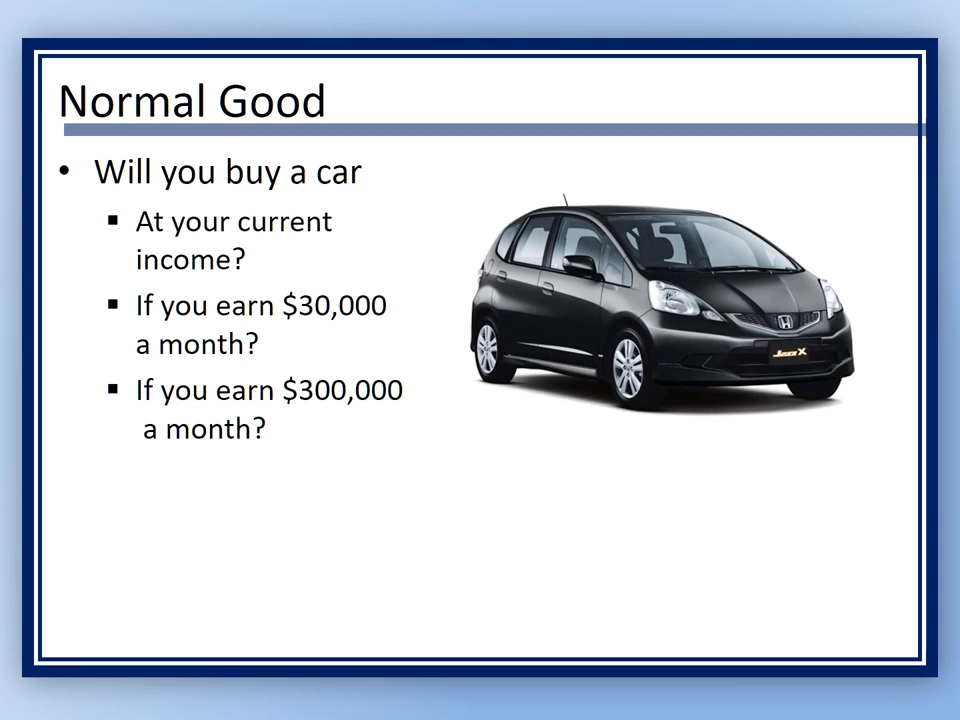 Normal Good
• Will you buy a car
▪ At your current
income?
▪ If you earn $30,000
a month?
▪ If you earn $300,000
a month?
Jazz X